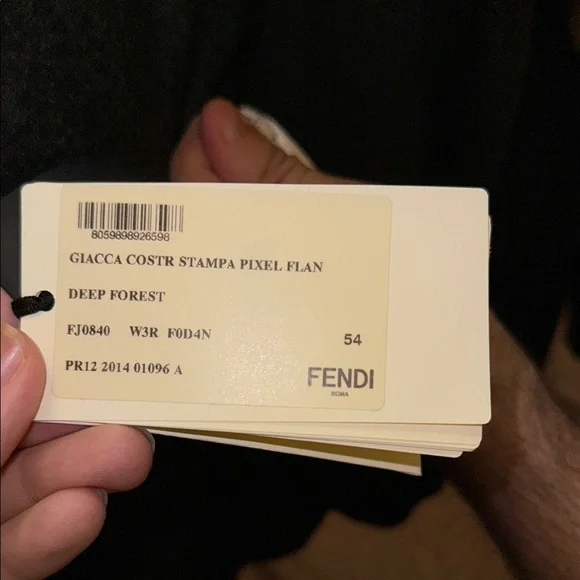 8059898926598
GIACCA COSTR STAMPA PIXEL FLAN
DEEP FOREST
FJ0840 W3R F0D4N 54
PR12 2014 01096 A
FENDI
ROMA